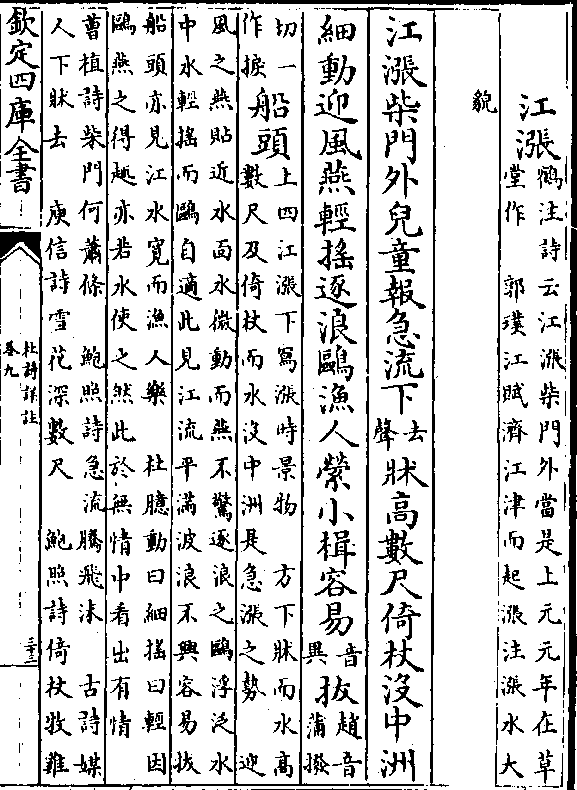 江漲鶴注詩云江漲柴門外當是上元元年在草
堂作　郭璞江賦濟江津而起漲注漲水大
貌
江漲柴門外兒童報急流下去聲牀高數尺倚杖沒中洲
細動迎風燕輕搖逐浪鷗漁人縈小楫容易音異拔趙音蒲撥
切一作捩船頭上四江漲下寫漲時景物　方下牀而水高
數尺及倚杖而水沒中洲是急漲之勢　迎
風之燕貼近水面水微動而燕不驚逐浪之鷗浮泛水
中水輕搖而鷗自適此見江流平滿波浪不興容易拔
船頭亦見江水寬而漁人樂　杜臆動曰細搖曰輕因
鷗燕之得趣亦若水使之然此於無情中看出有情
曹植詩柴門何蕭條　鮑照詩急流騰飛沫　古詩媒
人下牀去　庾信詩雪花深數尺　鮑照詩倚杖牧雞
欽定四庫全書
杜詩詳註
卷九
三十三